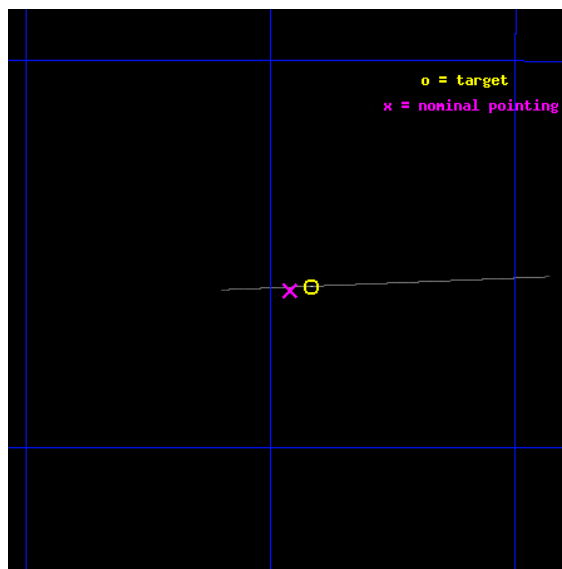 o = target
x = nominal pointing